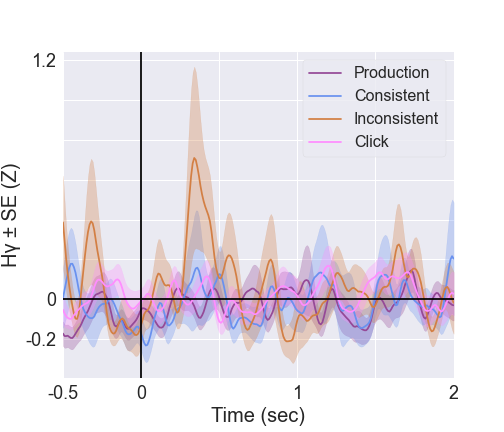 1.2
Production
Consistent
Inconsistent
Click
Hγ ± SE (Z)
0
-0.2
-0.5 0 1 2
Time (sec)